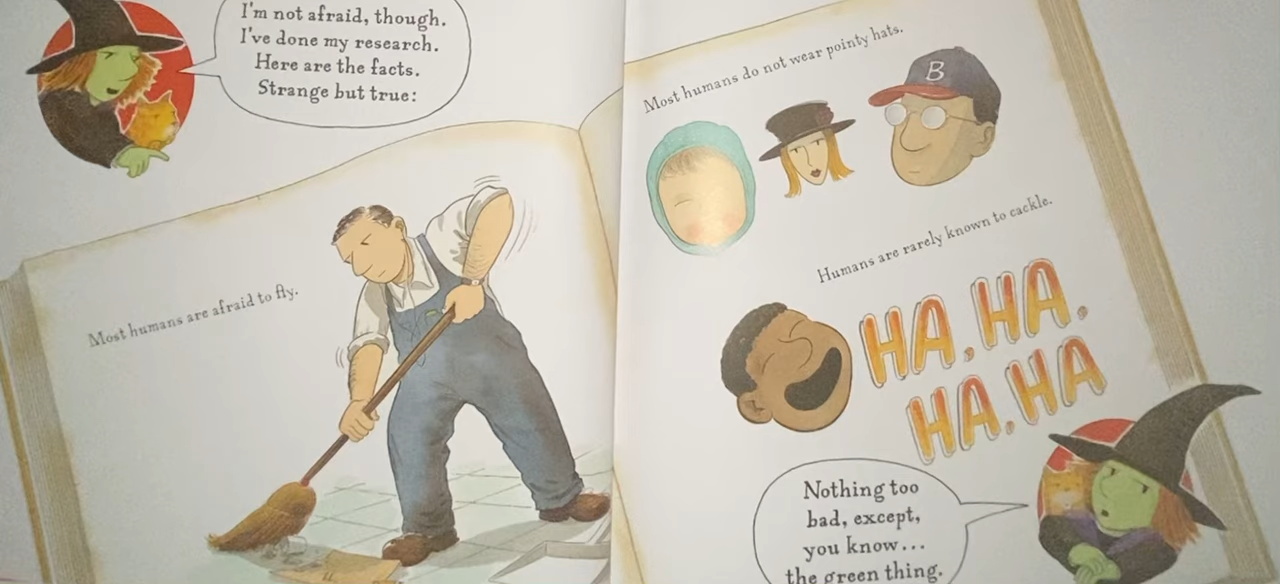 I'm not afraid, though.
I've done my research.
Here are the facts.
Strange but true:
Most humans are afraid to fly.
Most humans do not wear pointy hats.
B
Humans are rarely known to cackle.
HA, HA,
HA, HA
Nothing too
bad, except,
you know...
the green thing.